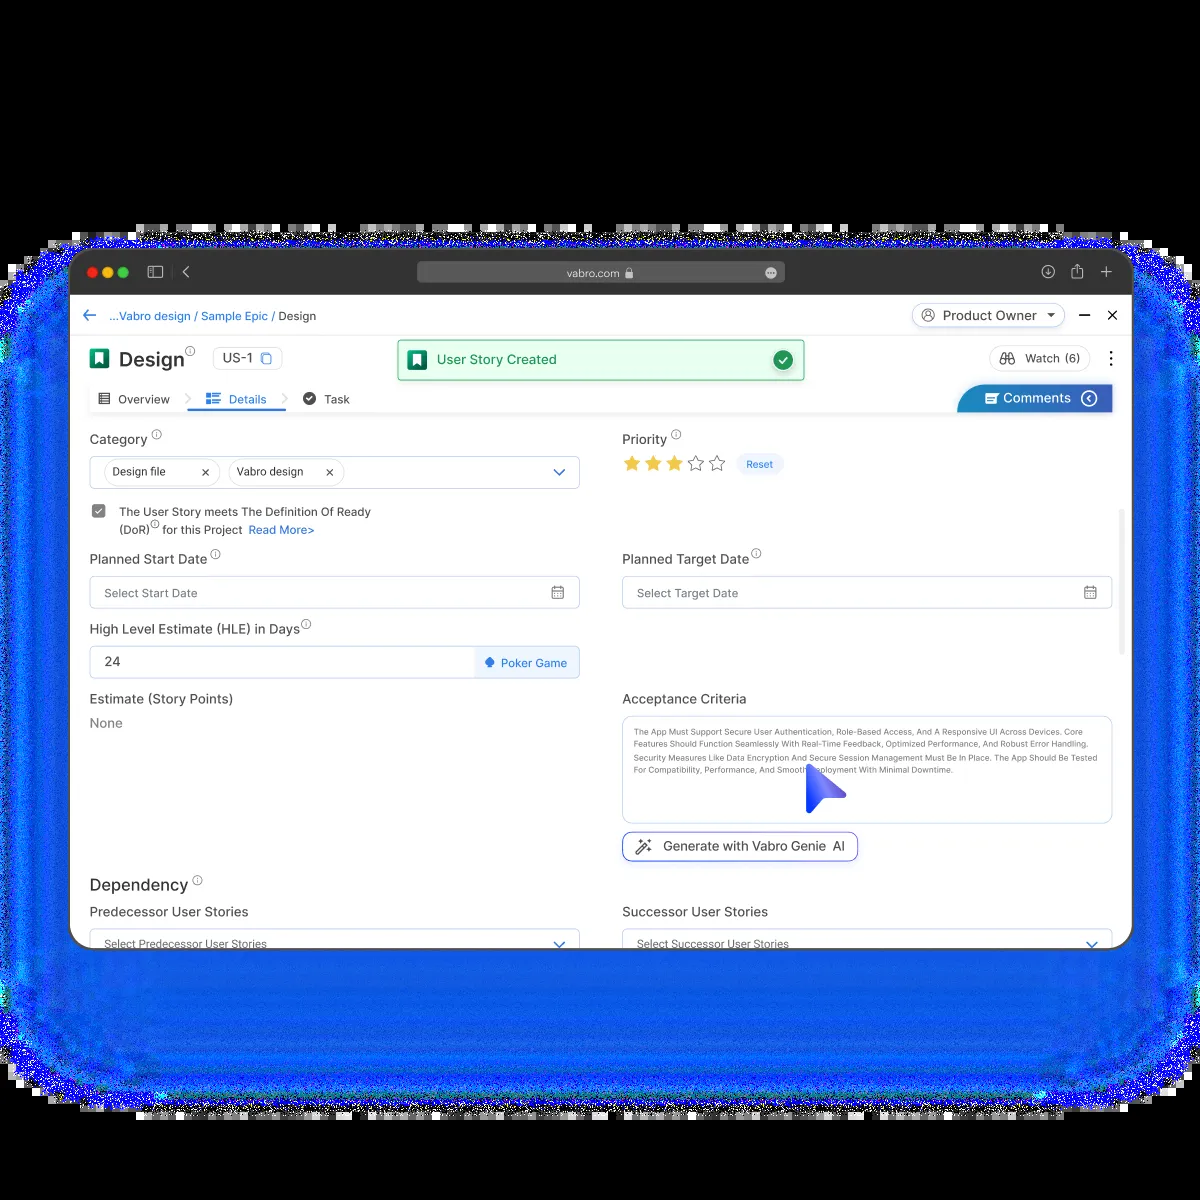 vabro.com
...Vabro design / Sample Epic / Design
Product Owner
Design
US-1
User Story Created
Watch (6)
Overview
Details
Task
Comments
Category
Priority
Design file
Vabro design
Reset
The User Story meets The Definition Of Ready
(DoR) for this Project Read More>
Planned Start Date
Planned Target Date
Select Start Date
Select Target Date
High Level Estimate (HLE) in Days
24
Poker Game
Estimate (Story Points)
None
Acceptance Criteria
The App Must Support Secure User Authentication, Role-Based Access, And A Responsive UI Across Devices. Core
Features Should Function Seamlessly With Real-Time Feedback, Optimized Performance, And Robust Error Handling.
Security Measures Like Data Encryption And Secure Session Management Must Be In Place. The App Should Be Tested
For Compatibility, Performance, And Smooth Deployment With Minimal Downtime.
Generate with Vabro Genie AI
Dependency
Predecessor User Stories
Successor User Stories
Select Predecessor User Stories
Select Successor User Stories